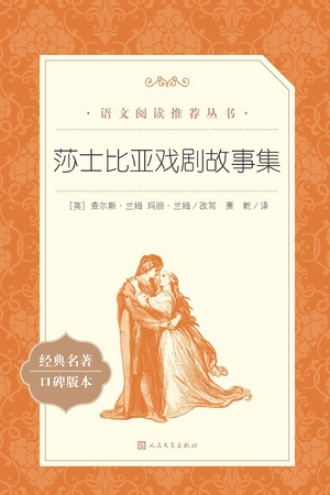 ·语文阅读推荐丛书·
莎士比亚戏剧故事集
[英] 查尔斯·兰姆 玛丽·兰姆/改写 萧 乾/译
经典名著
口碑版本
人民文学出版社